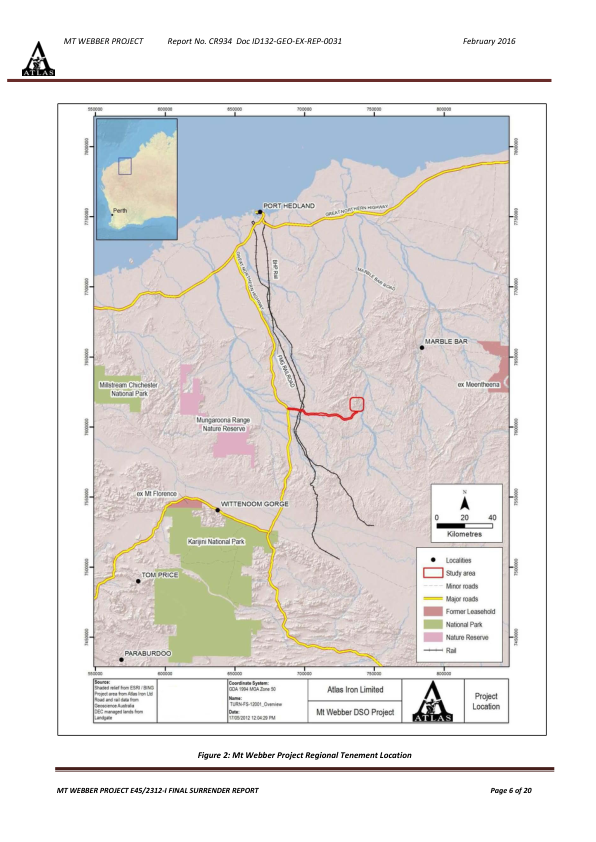 MT WEBBER PROJECT Report No. CR934 Doc ID132-GEO-EX-REP-0031 February 2016
ATLAS
550000 600000 650000 700000 750000 800000
Perth
PORT HEDLAND
GREAT NORTHERN HIGHWAY
BHP Rail
GREAT NORTHERN HIGHWAY
MARBLE BAR ROAD
MARBLE BAR
FMG RAILROAD
ex Meentheena
Millstream Chichester
National Park
Mungaroona Range
Nature Reserve
ex Mt Florence
WITTENOOM GORGE
Karijini National Park
TOM PRICE
PARABURDOO
N
0 20 40
Kilometres
Localities
Study area
Minor roads
Major roads
Former Leasehold
National Park
Nature Reserve
Rail
550000 600000 650000 700000 750000 800000
Source:
Shaded relief from ESRI / BING
Project area from Atlas Iron Ltd
Road and rail data from
Geoscience Australia
DEC managed lands from
Landgate
Coordinate System:
GDA 1994 MGA Zone 50
Name:
TURN-FS-12001_Overview
Date:
17/05/2012 12:04:29 PM
Atlas Iron Limited
Mt Webber DSO Project
ATLAS
Project
Location
Figure 2: Mt Webber Project Regional Tenement Location
MT WEBBER PROJECT E45/2312-I FINAL SURRENDER REPORT Page 6 of 20